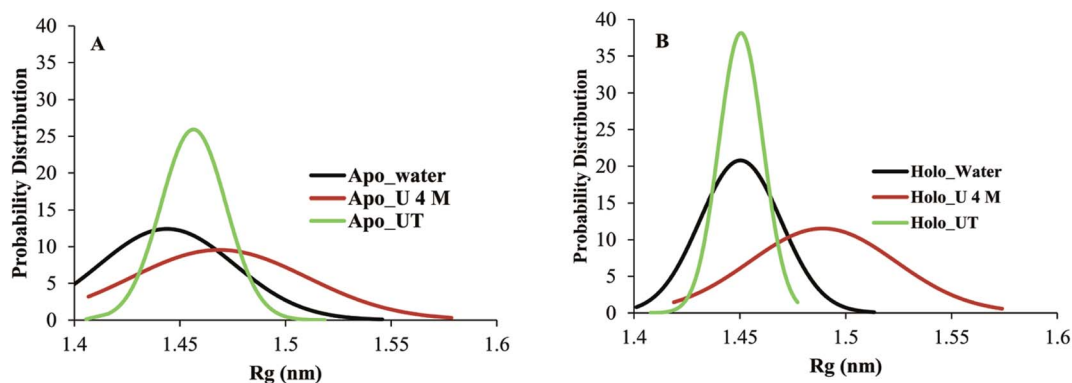 A
Probability Distribution
40
35
30
25
20
15
10
5
0
1.4 1.45 1.5 1.55 1.6
Rg (nm)
Apo_water
Apo_U 4 M
Apo_UT
B
Probability Distribution
40
35
30
25
20
15
10
5
0
1.4 1.45 1.5 1.55 1.6
Rg (nm)
Holo_Water
Holo_U 4 M
Holo_UT